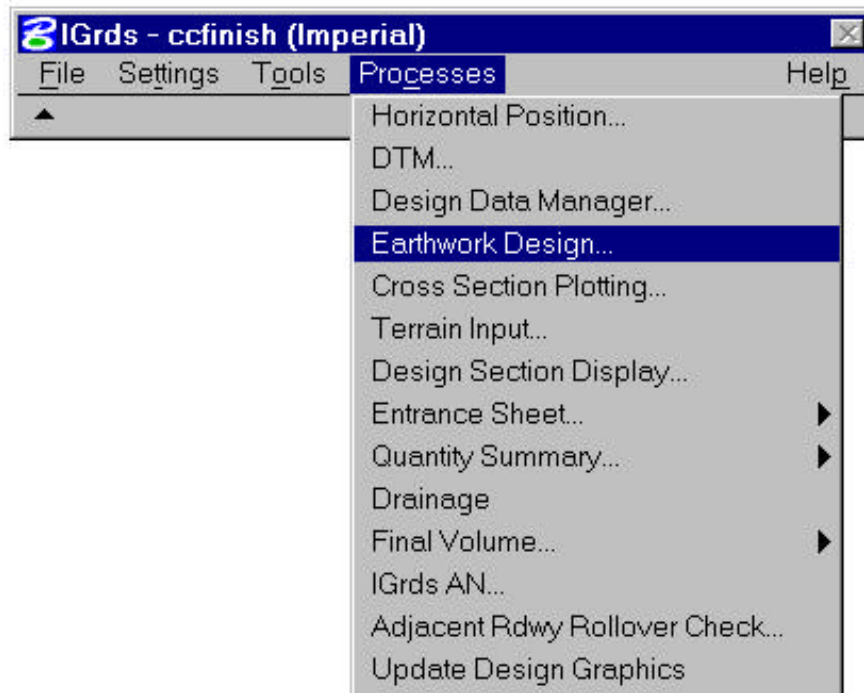 IGrds - ccfinish (Imperial)
File Settings Tools Processes Help
Horizontal Position...
DTM...
Design Data Manager...
Earthwork Design...
Cross Section Plotting...
Terrain Input...
Design Section Display...
Entrance Sheet...
Quantity Summary...
Drainage
Final Volume...
IGrds AN...
Adjacent Rdwy Rollover Check...
Update Design Graphics